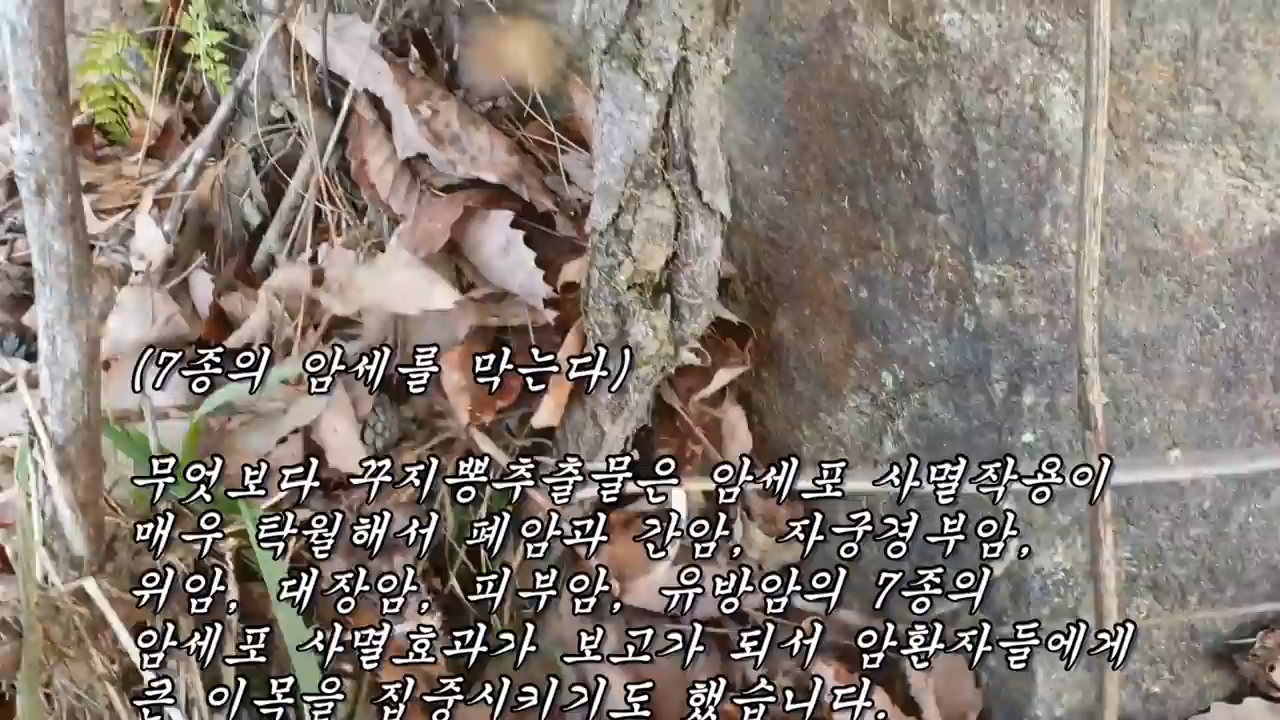 (7종의 암세를 막는다)
무엇보다 꾸지뽕추출물은 암세포 사멸작용이
매우 탁월해서 폐암과 간암, 자궁경부암,
위암, 대장암, 피부암, 유방암의 7종의
암세포 사멸효과가 보고가 되서 암환자들에게
큰 이목을 집중시키기도 했습니다.